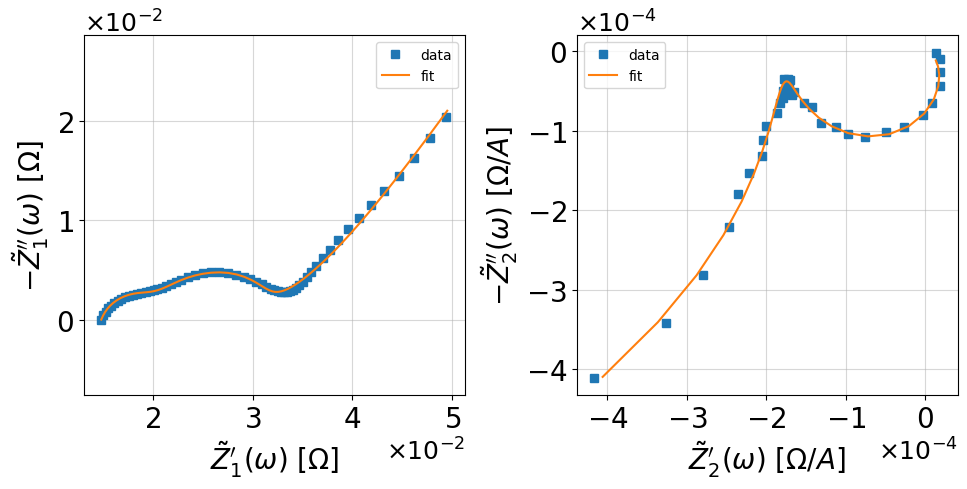 ×10⁻²
data
fit
2
1
0
−Z̃₁″(ω) [Ω]
2
3
4
5
×10⁻²
Z̃₁′(ω) [Ω]
×10⁻⁴
data
fit
0
−1
−2
−3
−4
−Z̃₂″(ω) [Ω/A]
−4
−3
−2
−1
0
×10⁻⁴
Z̃₂′(ω) [Ω/A]